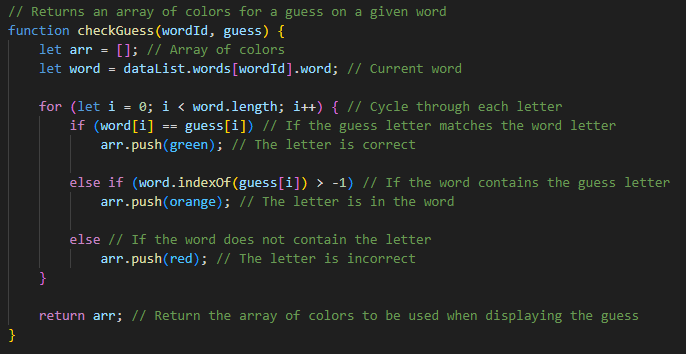 // Returns an array of colors for a guess on a given word
function checkGuess(wordId, guess) {
    let arr = []; // Array of colors
    let word = dataList.words[wordId].word; // Current word

    for (let i = 0; i < word.length; i++) { // Cycle through each letter
        if (word[i] == guess[i]) // If the guess letter matches the word letter
            arr.push(green); // The letter is correct

        else if (word.indexOf(guess[i]) > -1) // If the word contains the guess letter
            arr.push(orange); // The letter is in the word

        else // If the word does not contain the letter
            arr.push(red); // The letter is incorrect
    }

    return arr; // Return the array of colors to be used when displaying the guess
}